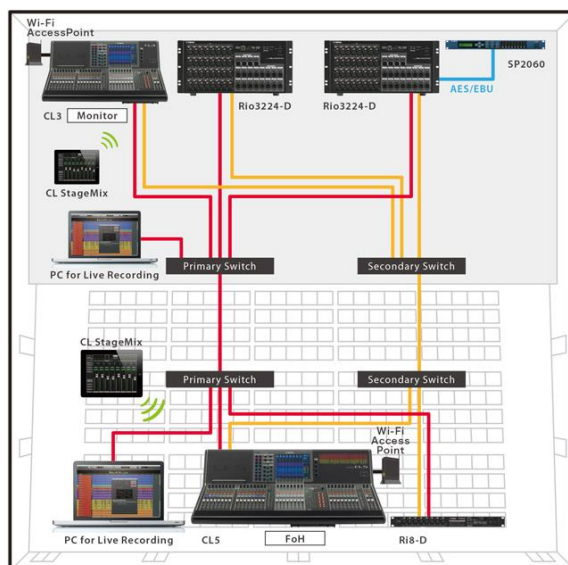 Wi-Fi
AccessPoint
SP2060
AES/EBU
CL3
Monitor
Rio3224-D
Rio3224-D
CL StageMix
PC for Live Recording
Primary Switch
Secondary Switch
CL StageMix
Primary Switch
Secondary Switch
Wi-Fi
Access
Point
PC for Live Recording
CL5
FoH
Ri8-D